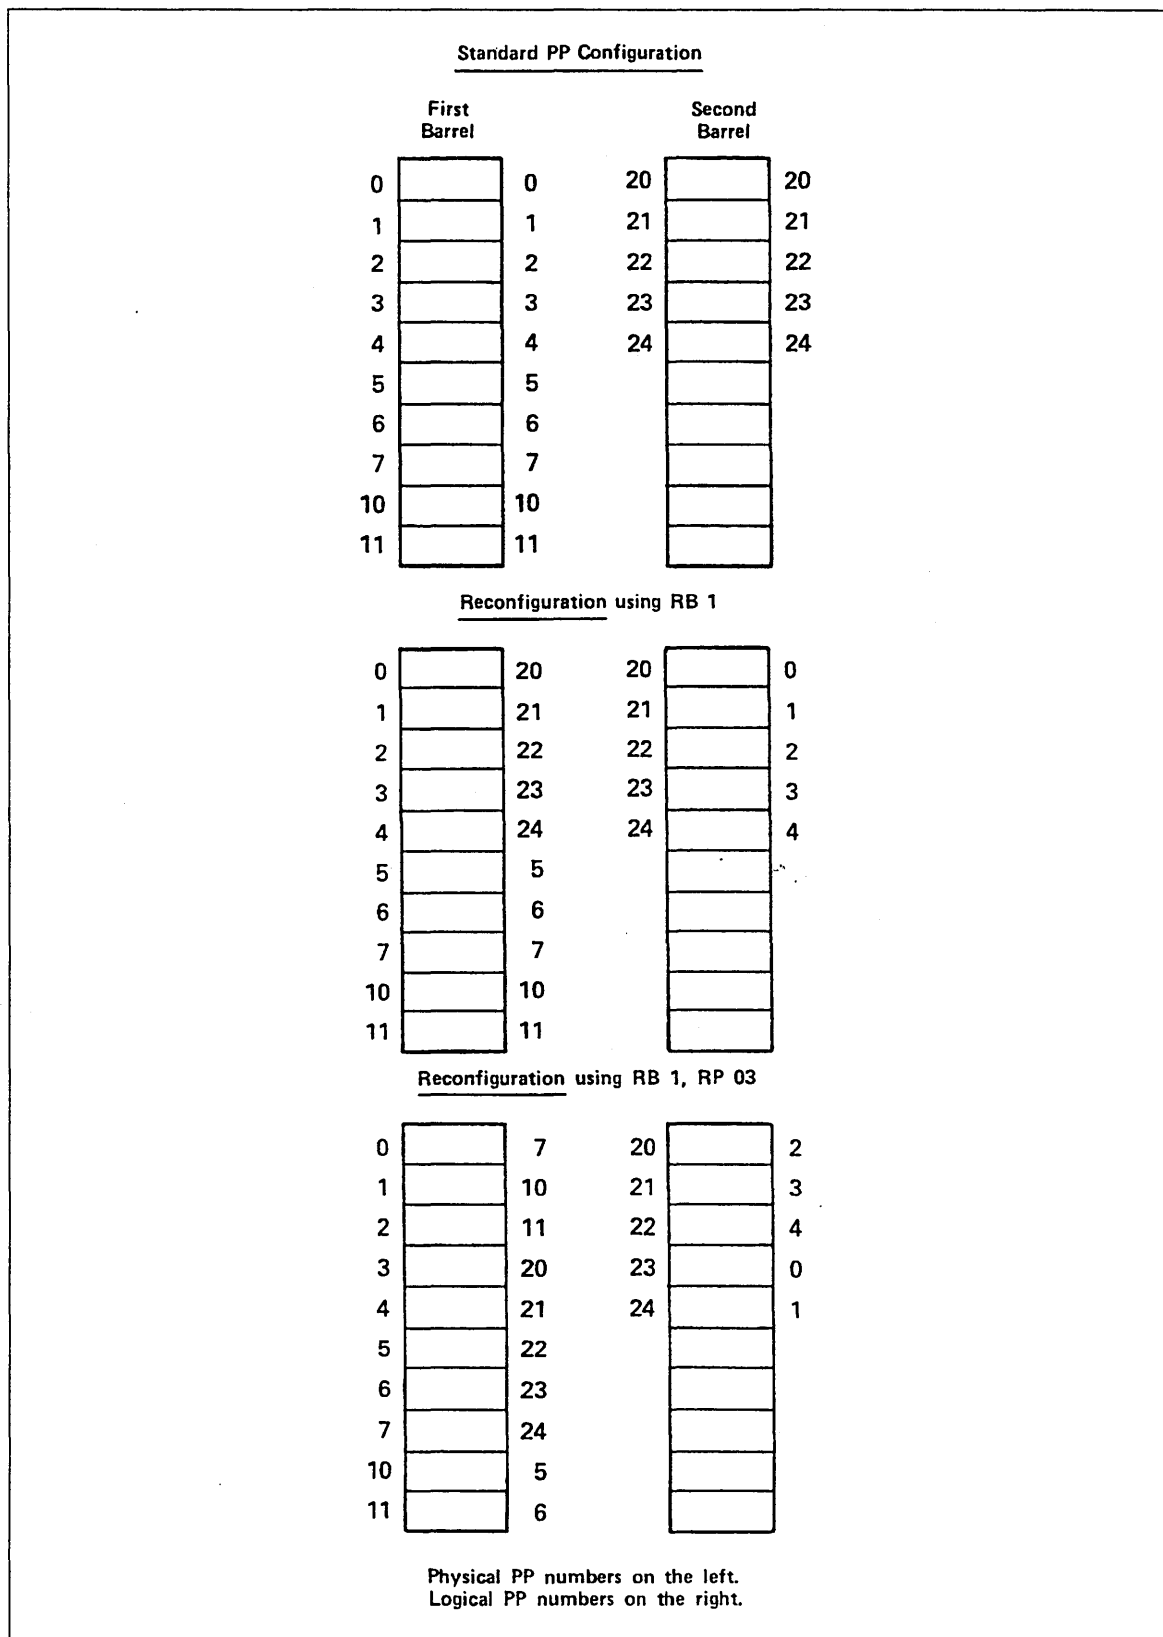 Standard PP Configuration
First Barrel Second Barrel
0 0 20 20
1 1 21 21
2 2 22 22
3 3 23 23
4 4 24 24
5 5
6 6
7 7
10 10
11 11
Reconfiguration using RB 1
0 20 20 0
1 21 21 1
2 22 22 2
3 23 23 3
4 24 24 4
5 5
6 6
7 7
10 10
11 11
Reconfiguration using RB 1, RP 03
0 7 20 2
1 10 21 3
2 11 22 4
3 20 23 0
4 21 24 1
5 22
6 23
7 24
10 5
11 6
Physical PP numbers on the left.
Logical PP numbers on the right.